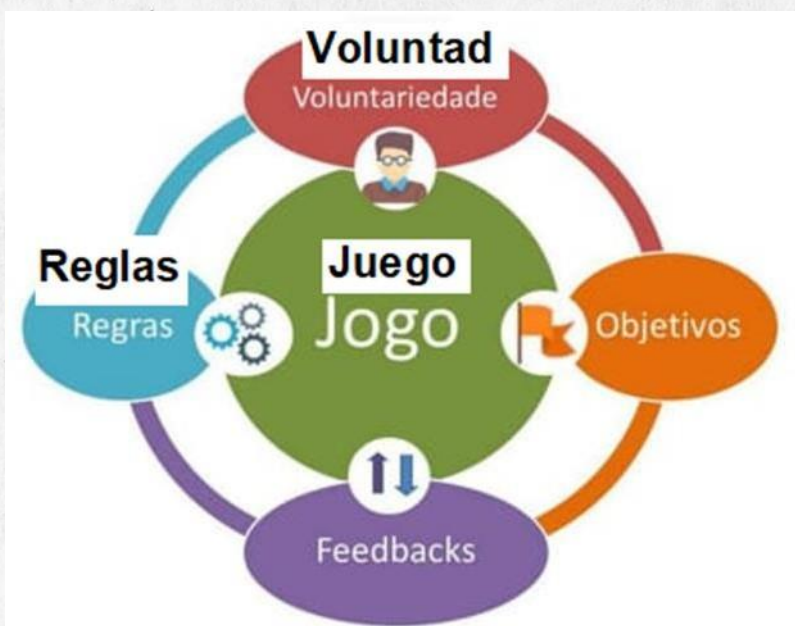 Voluntad
Voluntariedade
Reglas
Regras
Juego
Jogo
Objetivos
Feedbacks